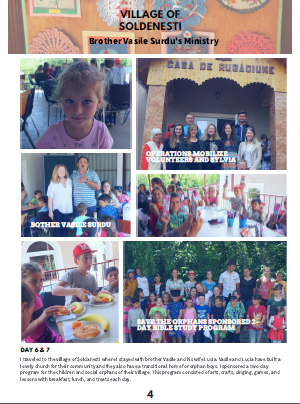 VILLAGE OF
SOLDENESTI
Brother Vasile Surdu's Ministry
CASA DE RUGĂCIUNE
OPERATIONS MOBILIZE
VOLUNTEERS AND SYLVIA
BOTHER VASILE SURDU
SAVE THE ORPHANS SPONSORED 2-
DAY BIBLE STUDY PROGRAM
DAY 6 & 7
I traveled to the village of Soldenesti where I stayed with brother Vasile and his wife Lucia. Vasile and Lucia have built a
lovely church for their community and they also have a transitional home for orphan boys. I sponsored a two-day
program for the children and social orphans of their village. This program consisted of arts, crafts, singing, games, and
lessons with breakfast, lunch, and treats each day.
4